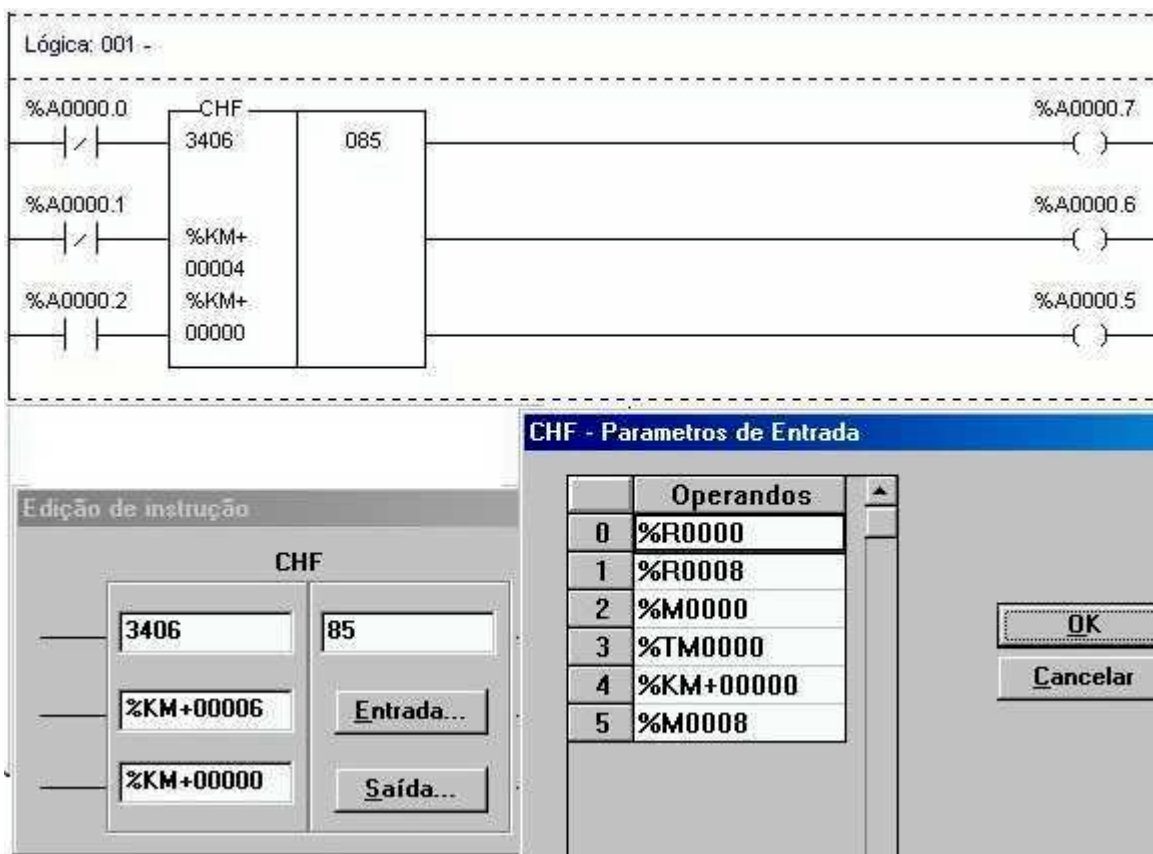 Lógica: 001 -
%A0000.0
CHF
%A0000.7
3406
085
%A0000.1
%A0000.6
%KM+
00004
%A0000.2
%KM+
%A0000.5
00000
Edição de instrução
CHF
3406
85
%KM+00006
Entrada...
%KM+00000
Saída...
CHF - Parametros de Entrada
Operandos
0 %R0000
1 %R0008
2 %M0000
3 %TM0000
4 %KM+00000
5 %M0008
OK
Cancelar